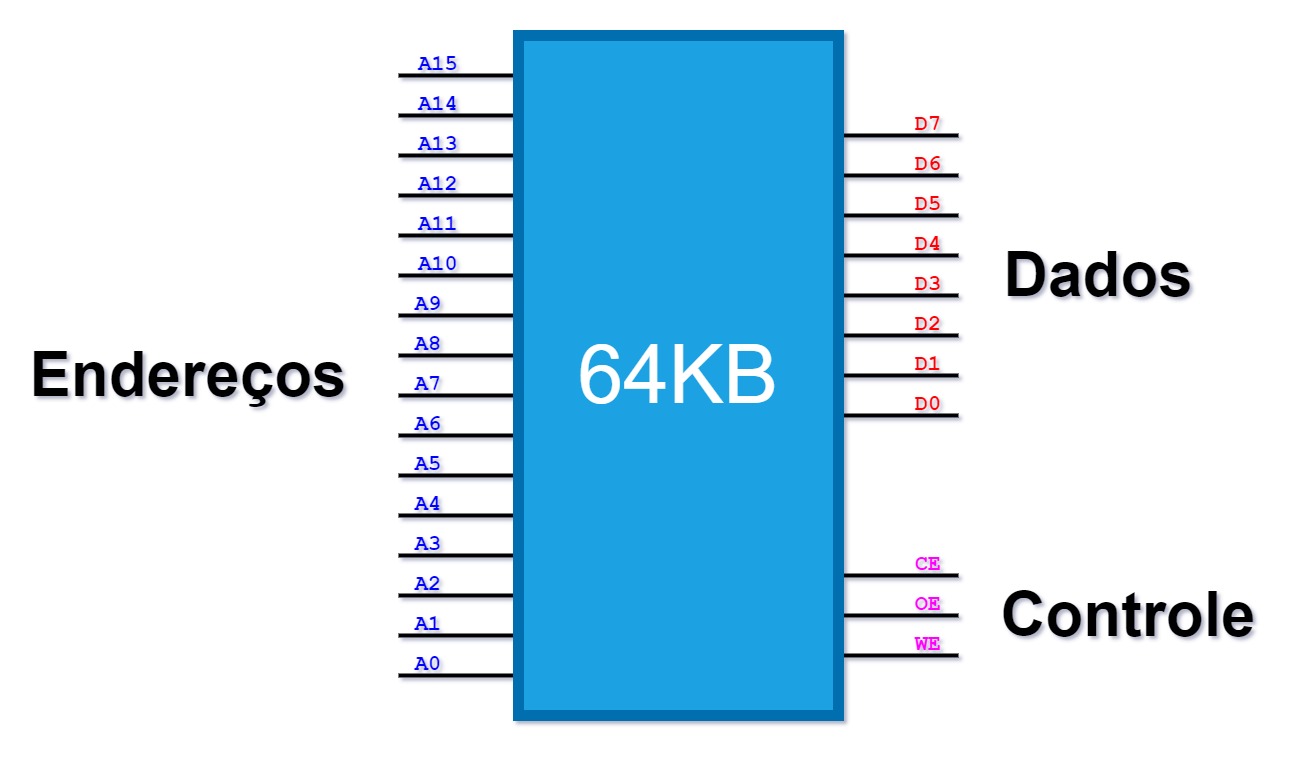 A15
A14
A13
A12
A11
A10
A9
A8
A7
A6
A5
A4
A3
A2
A1
A0
Endereços
64KB
D7
D6
D5
D4
D3
D2
D1
D0
Dados
CE
OE
WE
Controle